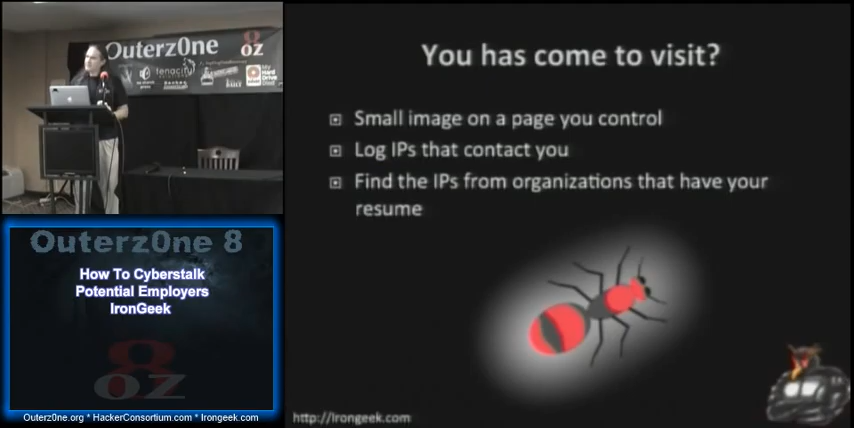 Outerz0ne 8
OZ
tenacity
You has come to visit?
Small image on a page you control
Log IPs that contact you
Find the IPs from organizations that have your
resume
Outerz0ne 8
How To Cyberstalk
Potential Employers
IronGeek
8
OZ
Outerz0ne.org * HackerConsortium.com * Irongeek.com
http://Irongeek.com